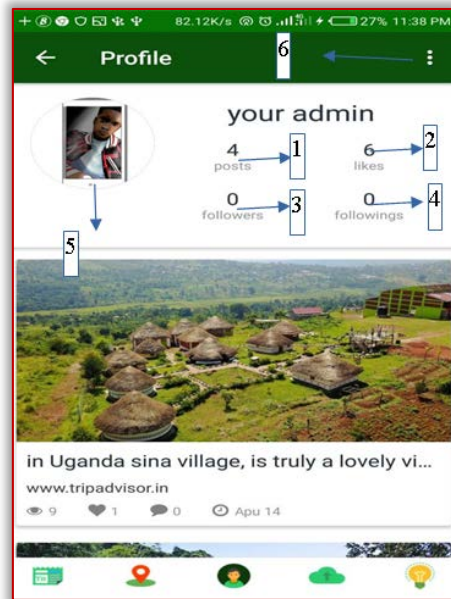 82.12K/s 27% 11:38 PM
Profile 6
your admin
4 1 6 2
posts likes
0 3 0 4
followers followings
5
in Uganda sina village, is truly a lovely vi...
www.tripadvisor.in
9 1 0 Apu 14